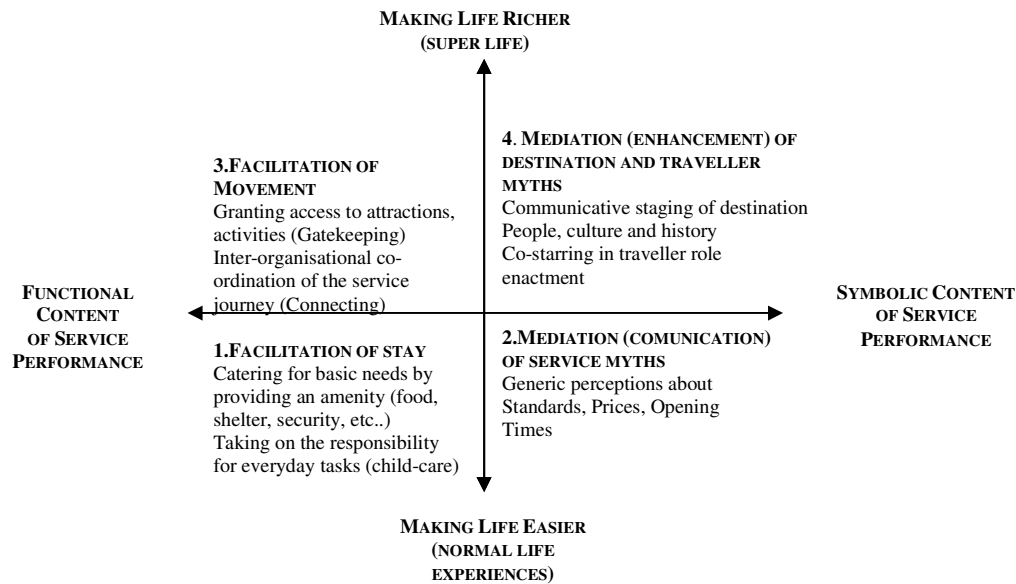 MAKING LIFE RICHER
(SUPER LIFE)
3.FACILITATION OF
MOVEMENT
Granting access to attractions,
activities (Gatekeeping)
Inter-organisational co-
ordination of the service
journey (Connecting)
4. MEDIATION (ENHANCEMENT) OF
DESTINATION AND TRAVELLER
MYTHS
Communicative staging of destination
People, culture and history
Co-starring in traveller role
enactment
FUNCTIONAL
CONTENT
OF SERVICE
PERFORMANCE
SYMBOLIC CONTENT
OF SERVICE
PERFORMANCE
1.FACILITATION OF STAY
Catering for basic needs by
providing an amenity (food,
shelter, security, etc..)
Taking on the responsibility
for everyday tasks (child-care)
2.MEDIATION (COMUNICATION)
OF SERVICE MYTHS
Generic perceptions about
Standards, Prices, Opening
Times
MAKING LIFE EASIER
(NORMAL LIFE
EXPERIENCES)